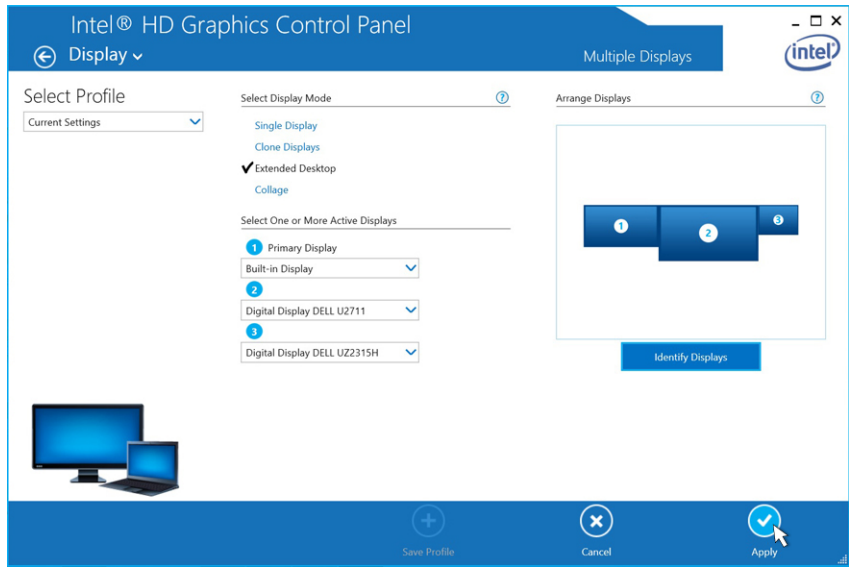 Intel® HD Graphics Control Panel
Display
Multiple Displays
intel
Select Profile
Current Settings
Select Display Mode
?
Single Display
Clone Displays
Extended Desktop
Collage
Select One or More Active Displays
1 Primary Display
Built-in Display
2
Digital Display DELL U2711
3
Digital Display DELL UZ2315H
Arrange Displays
?
1
2
3
Identify Displays
Save Profile
Cancel
Apply